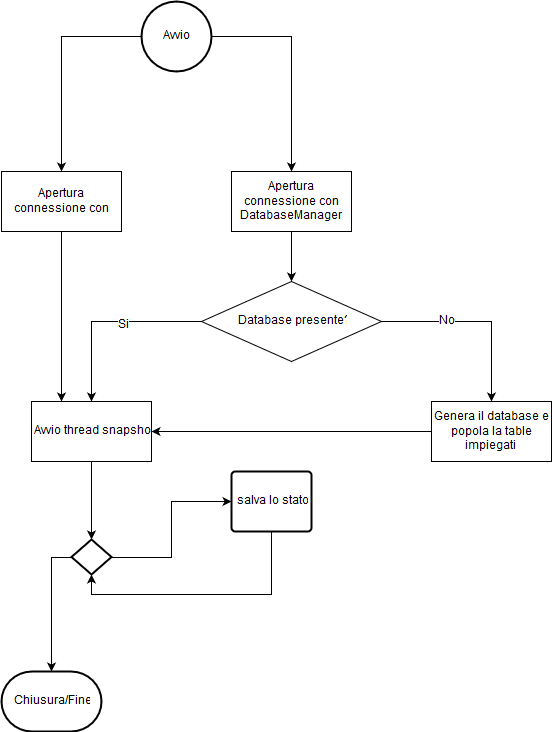 Avvio
Apertura
connessione con
Apertura
connessione con
DatabaseManager
Database presente'
Si
No
Avvio thread snapsho
Genera il database e
popola la table
impiegati
salva lo stato
Chiusura/Fine